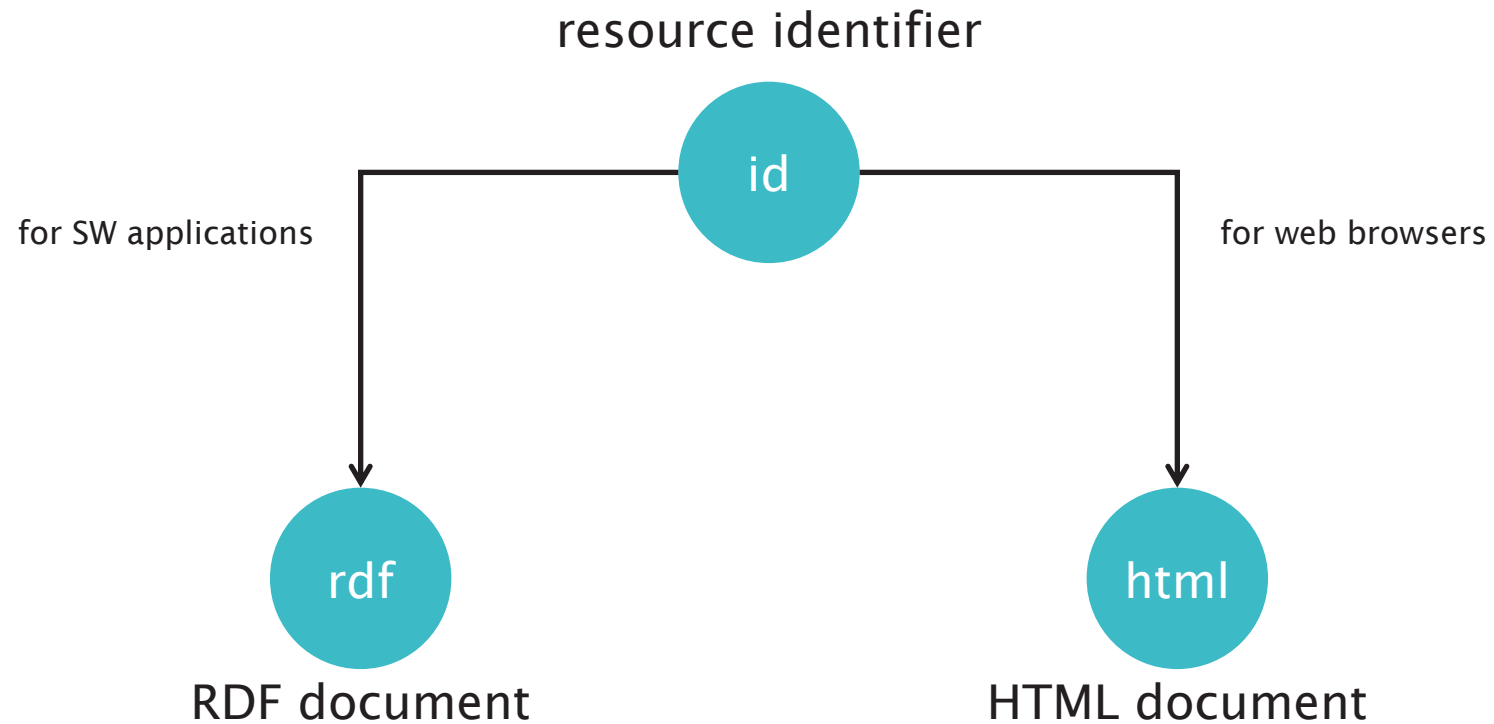 resource identifier
id
for SW applications
for web browsers
rdf
html
RDF document
HTML document